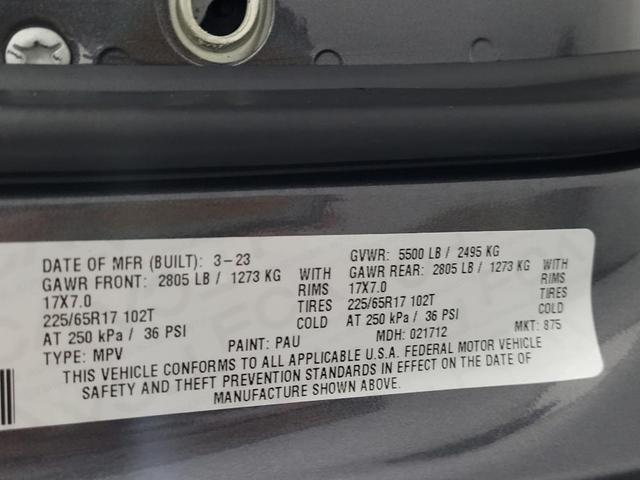 DATE OF MFR (BUILT): 3-23 GVWR: 5500 LB / 2495 KG
GAWR FRONT: 2805 LB / 1273 KG WITH GAWR REAR: 2805 LB / 1273 KG WITH
17X7.0 RIMS 17X7.0 RIMS
225/65R17 102T TIRES 225/65R17 102T TIRES
AT 250 kPa / 36 PSI COLD AT 250 kPa / 36 PSI COLD
TYPE: MPV PAINT: PAU MDH: 021712 MKT: 875
THIS VEHICLE CONFORMS TO ALL APPLICABLE U.S.A. FEDERAL MOTOR VEHICLE
SAFETY AND THEFT PREVENTION STANDARDS IN EFFECT ON THE DATE OF
MANUFACTURE SHOWN ABOVE.